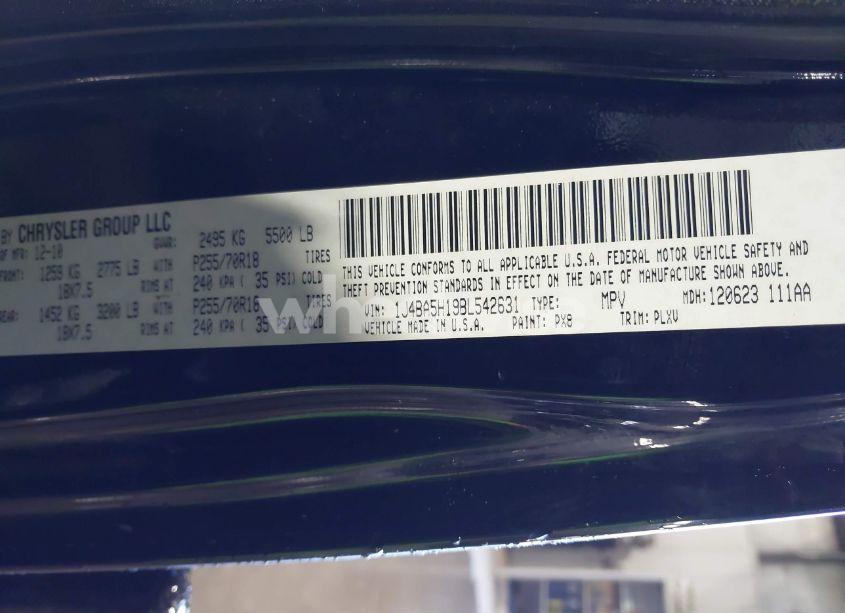 BY CHRYSLER GROUP LLC
OF MFR: 12-10 GVWR: 2495 KG 5500 LB
FRONT: 1259 KG 2775 LB WITH P255/70R18 TIRES
18X7.5 RIMS AT 240 KPA ( 35 PSI) COLD
REAR: 1452 KG 3200 LB WITH P255/70R18 TIRES
18X7.5 RIMS AT 240 KPA ( 35 PSI) COLD
THIS VEHICLE CONFORMS TO ALL APPLICABLE U.S.A. FEDERAL MOTOR VEHICLE SAFETY AND
THEFT PREVENTION STANDARDS IN EFFECT ON THE DATE OF MANUFACTURE SHOWN ABOVE.
VIN: 1J4BA5H19BL542631 TYPE: MPV MDH: 120623 111AA
VEHICLE MADE IN U.S.A. PAINT: PX8 TRIM: PLXV